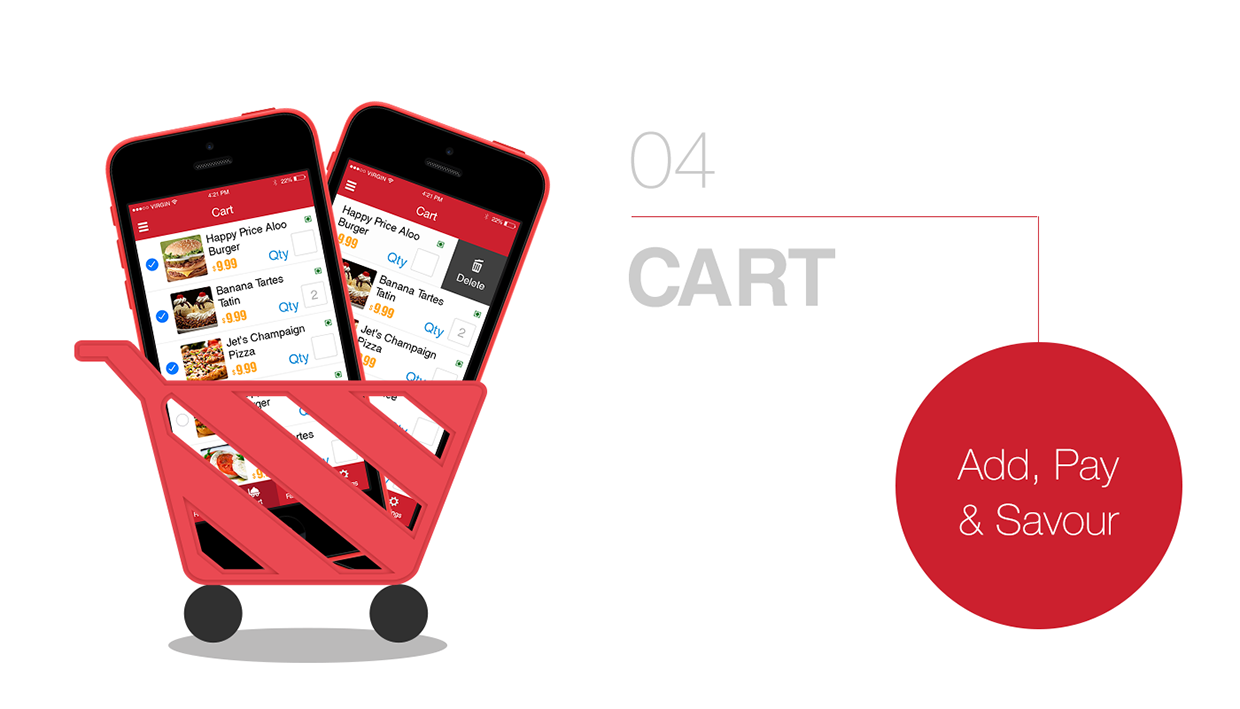 04
CART
Add, Pay
& Savour
VIRGIN
4:21 PM
22%
Cart
Happy Price Aloo
Burger
$9.99
Qty
Banana Tartes
Tatin
$9.99
Qty
2
Jet's Champaign
Pizza
$9.99
Qty
VIRGIN
4:21 PM
22%
Cart
Happy Price Aloo
Burger
9.99
Qty
Delete
Banana Tartes
Tatin
$9.99
Qty
2
Jet's Champaign
Pizza
.99
Qty